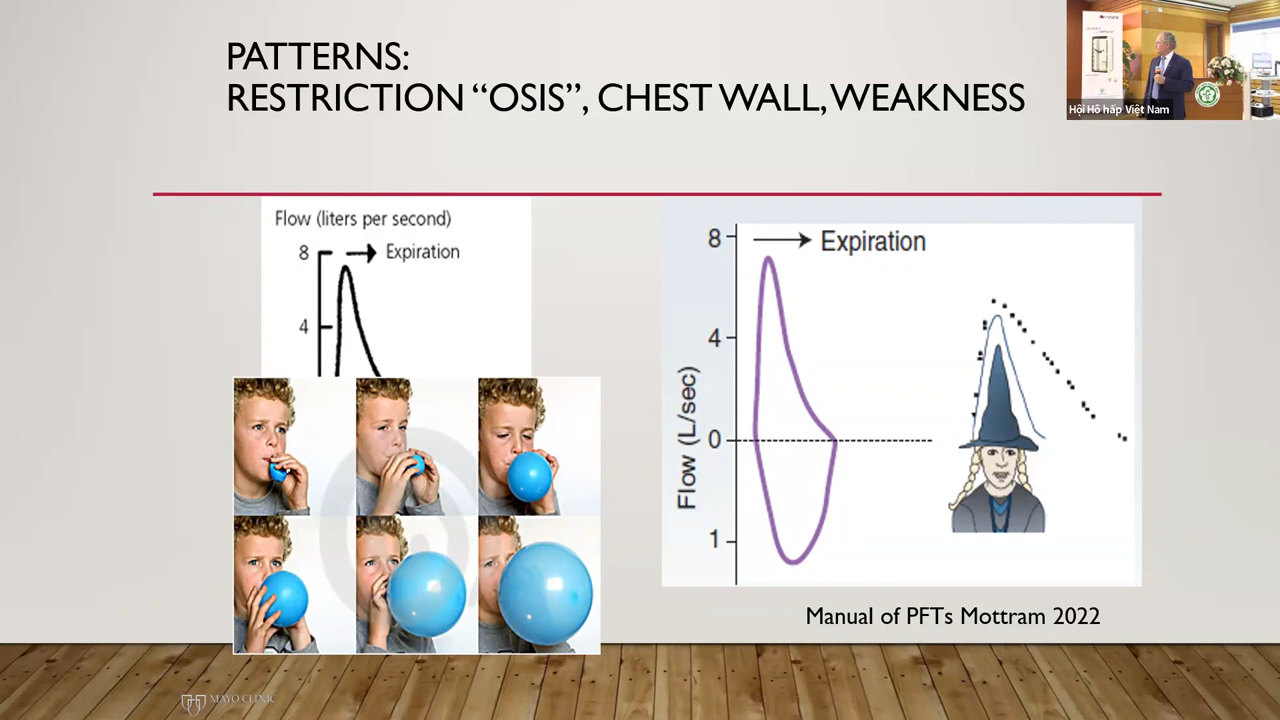 PATTERNS:
RESTRICTION “OSIS”, CHEST WALL, WEAKNESS
Hội Hô hấp Việt Nam
Flow (liters per second)
8
Expiration
4
8
Expiration
4
Flow (L/sec)
0
1
Manual of PFTs Mottram 2022
MAYO CLINIC